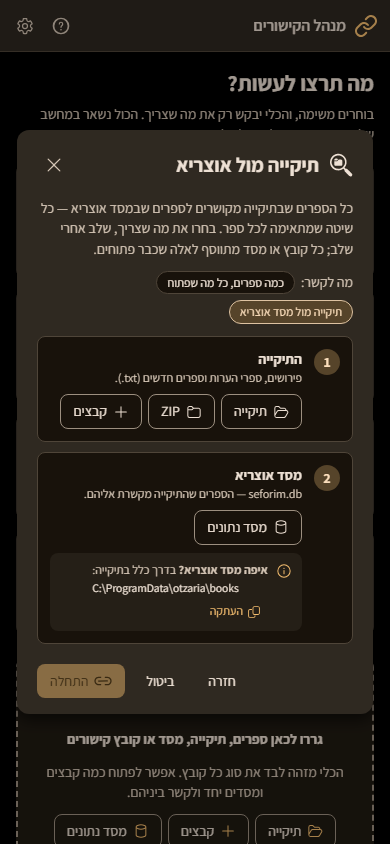 מנהל הקישורים
מה תרצו לעשות?
בוחרים משימה, והכלי יבקש רק את מה שצריך. הכול נשאר במחשב
תיקייה מול אוצריא
כל הספרים שבתיקייה מקושרים לספרים שבמסד אוצריא — כל
שיטה שמתאימה לכל ספר. בחרו את מה שצריך, שלב אחרי
שלב; כל קובץ או מסד מתווסף לאלה שכבר פתוחים.
מה לקשר: כמה ספרים, כל מה שפתוח
תיקייה מול מסד אוצריא
1 התיקייה
פירושים, ספרי הערות וספרים חדשים (txt.).
תיקייה ZIP קבצים
2 מסד אוצריא
seforim.db — הספרים שהתיקייה מקשרת אליהם.
מסד נתונים
איפה מסד אוצריא? בדרך כלל בתיקייה:
C:\ProgramData\otzaria\books
העתקה
חזרה ביטול התחלה
גררו לכאן ספרים, תיקייה, מסד או קובץ קישורים
הכלי מזהה לבד את סוג כל קובץ. אפשר לפתוח כמה קבצים
ומסדים יחד ולקשר ביניהם.
תיקייה קבצים מסד נתונים